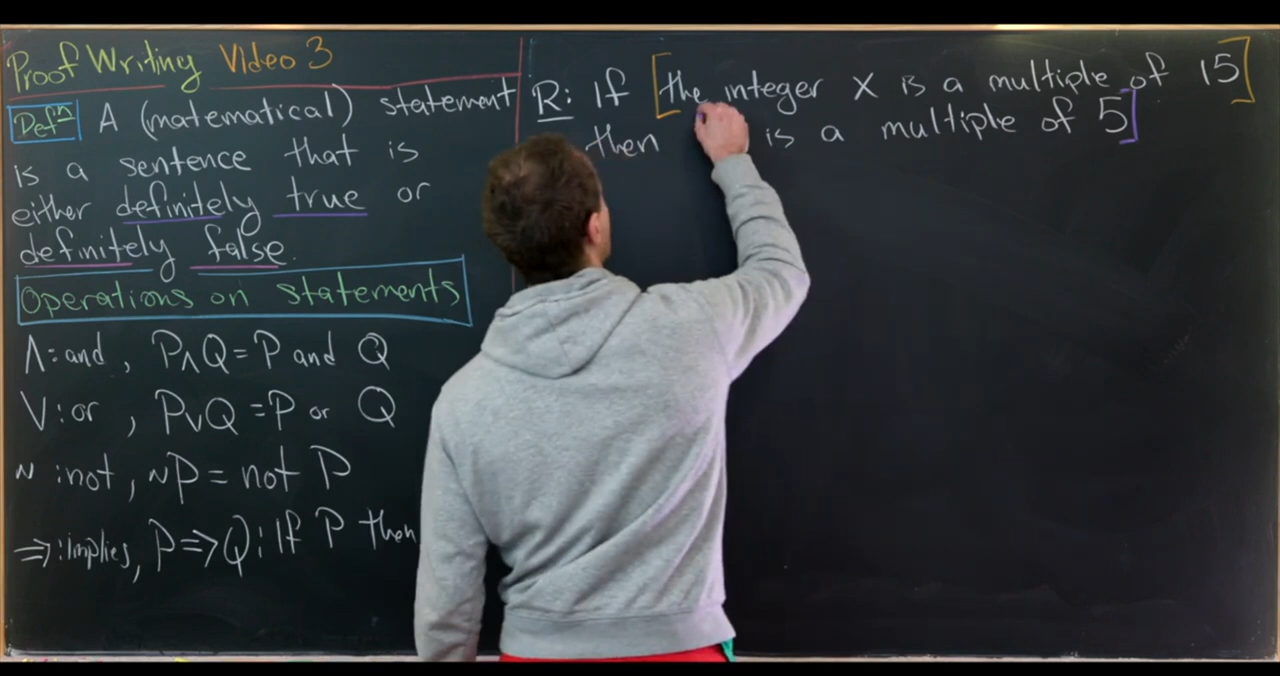 Proof Writing Video 3
Defⁿ A (matematical) statement
is a sentence that is
either definitely true or
definitely false.
Operations on statements
∧:and, P∧Q=P and Q
∨:or, P∨Q=P or Q
~:not, ~P=not P
⇒:implies, P⇒Q: If P then
R: If [the integer x is a multiple of 15]
then is a multiple of 5]